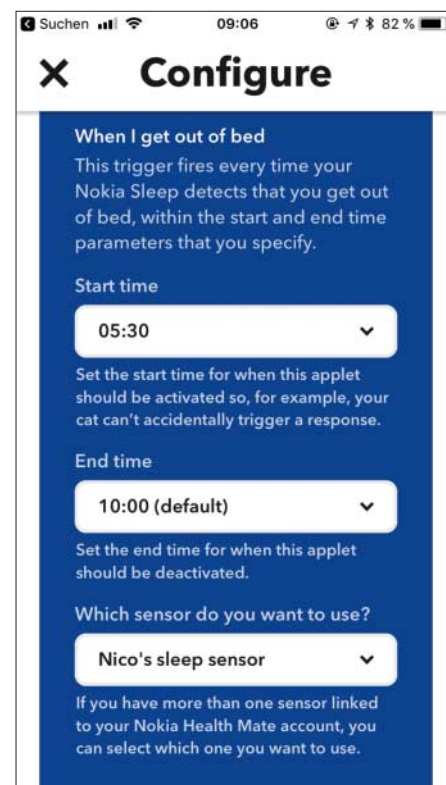 Suchen 09:06 82 %
Configure
When I get out of bed
This trigger fires every time your
Nokia Sleep detects that you get out
of bed, within the start and end time
parameters that you specify.
Start time
05:30
Set the start time for when this applet
should be activated so, for example, your
cat can’t accidentally trigger a response.
End time
10:00 (default)
Set the end time for when this applet
should be deactivated.
Which sensor do you want to use?
Nico's sleep sensor
If you have more than one sensor linked
to your Nokia Health Mate account, you
can select which one you want to use.